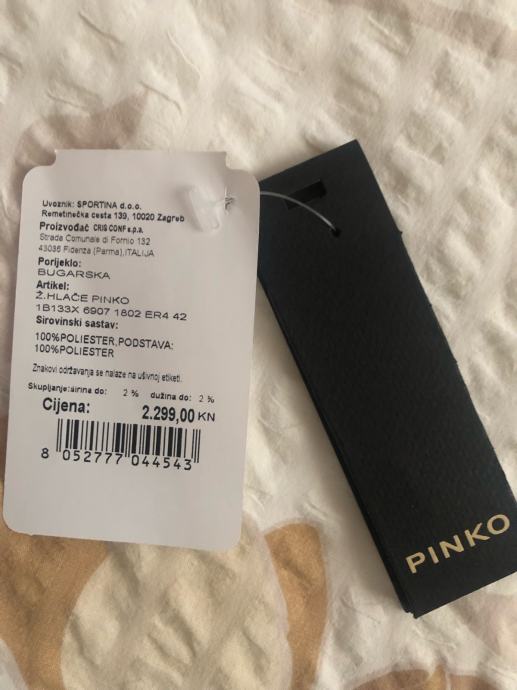 Uvoznik: SPORTINA d.o.o.
Remetinečka cesta 139, 10020 Zagreb
Proizvođač CRIS CONF s.p.a.
Strada Comunale di Fornio 132
43036 Fidenza (Parma),ITALIJA
Porijeklo:
BUGARSKA
Artikel:
Ž.HLAČE PINKO
1B133X 6907 1802 ER4 42
Sirovinski sastav:
100%POLIESTER,PODSTAVA:
100%POLIESTER
Znakovi održavanja se nalaze na ušivnoj etiketi.
Skupljanje:širina do: 2 % dužina do: 2 %
Cijena: 2.299,00 KN
8 052777 044543
PINKO